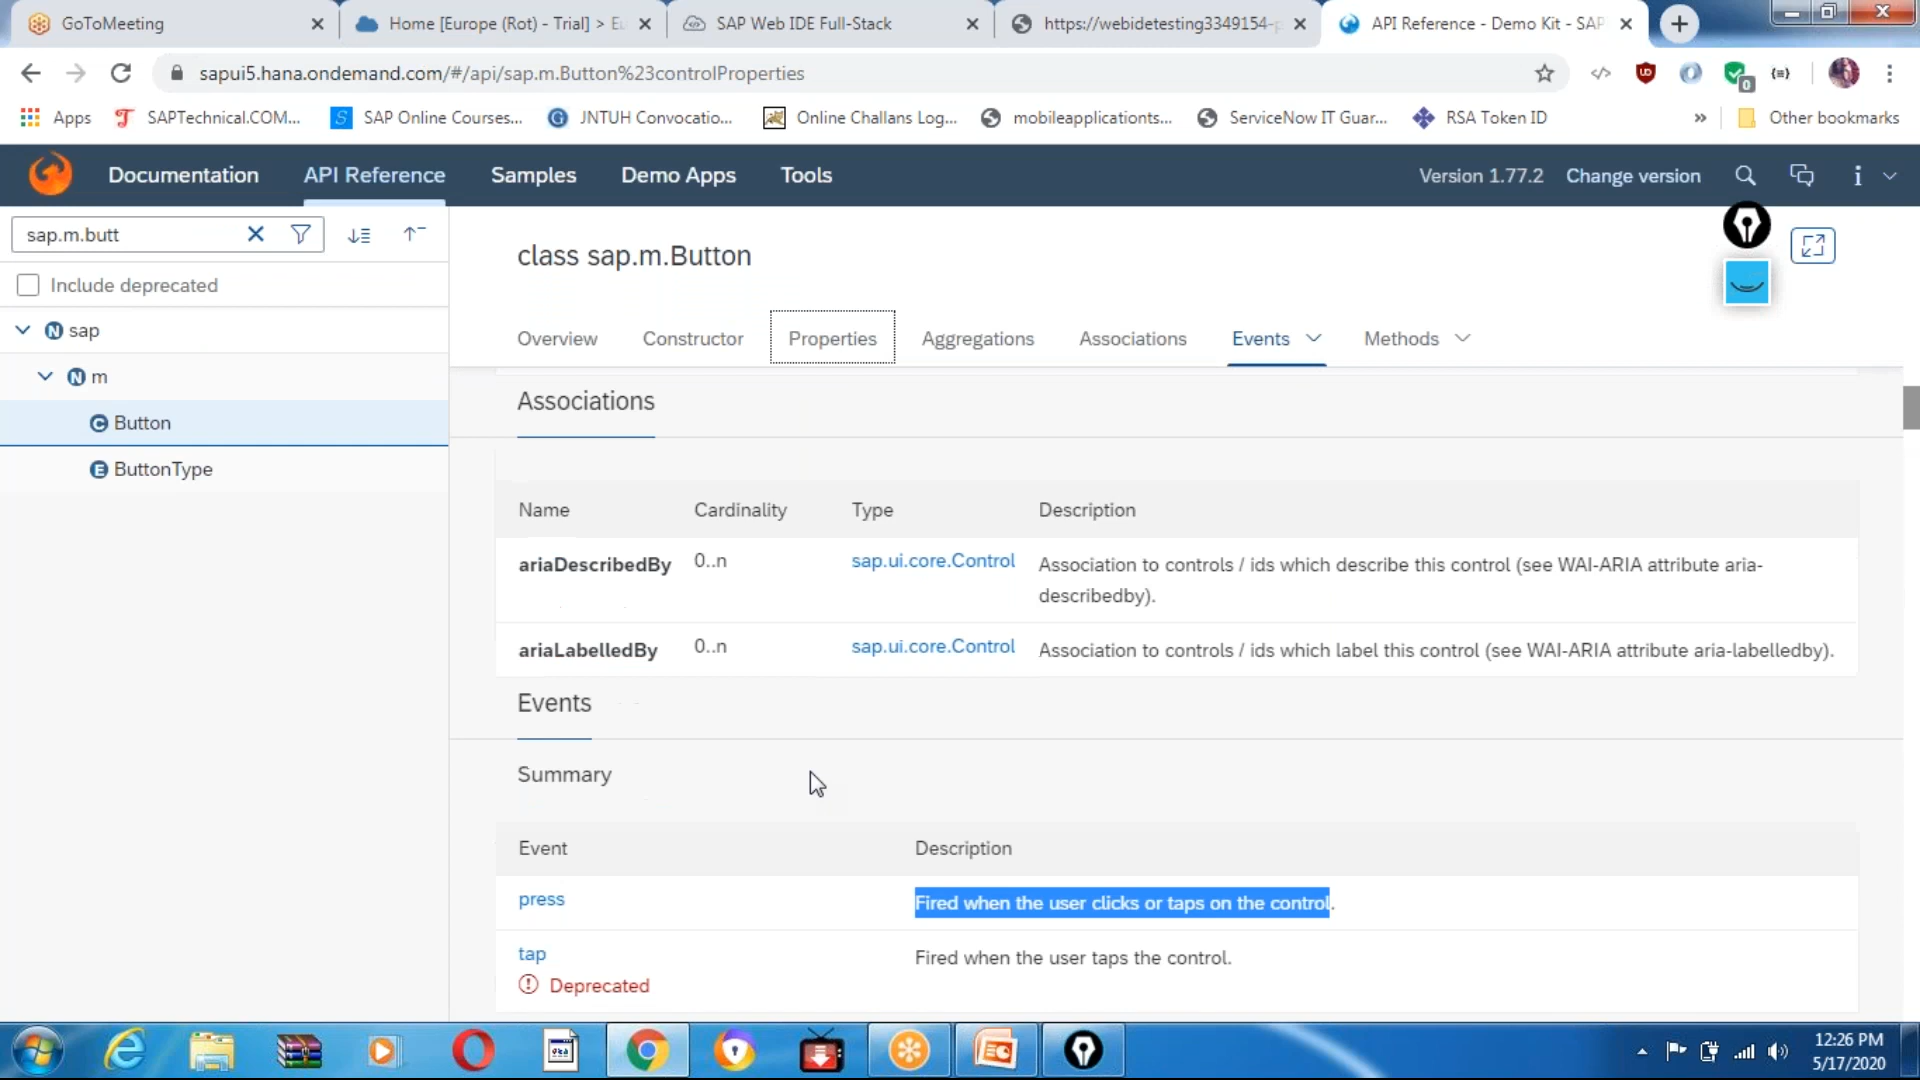 GoToMeeting
Home [Europe (Rot) - Trial] > Eu
SAP Web IDE Full-Stack
https://webidetesting3349154-p
API Reference - Demo Kit - SAP
sapui5.hana.ondemand.com/#/api/sap.m.Button%23controlProperties
0
Apps
SAPTechnical.COM...
SAP Online Courses...
JNTUH Convocatio...
Online Challans Log...
mobileapplicationts...
ServiceNow IT Guar...
RSA Token ID
»
Other bookmarks
Documentation
API Reference
Samples
Demo Apps
Tools
Version 1.77.2
Change version
sap.m.butt
Include deprecated
N sap
N m
C Button
E ButtonType
class sap.m.Button
Overview
Constructor
Properties
Aggregations
Associations
Events
Methods
Associations
Name Cardinality Type Description
ariaDescribedBy 0..n sap.ui.core.Control Association to controls / ids which describe this control (see WAI-ARIA attribute aria-
describedby).
ariaLabelledBy 0..n sap.ui.core.Control Association to controls / ids which label this control (see WAI-ARIA attribute aria-labelledby).
Events
Summary
Event Description
press Fired when the user clicks or taps on the control.
tap Fired when the user taps the control.
Deprecated
12:26 PM
5/17/2020